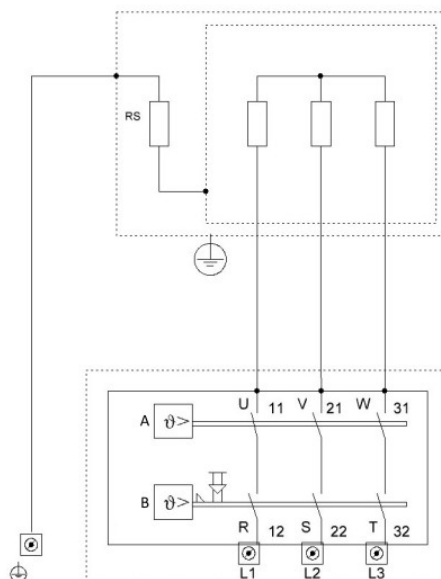 RS
U 11 V 21 W 31
A ϑ>
B ϑ>
R 12 S 22 T 32
L1 L2 L3